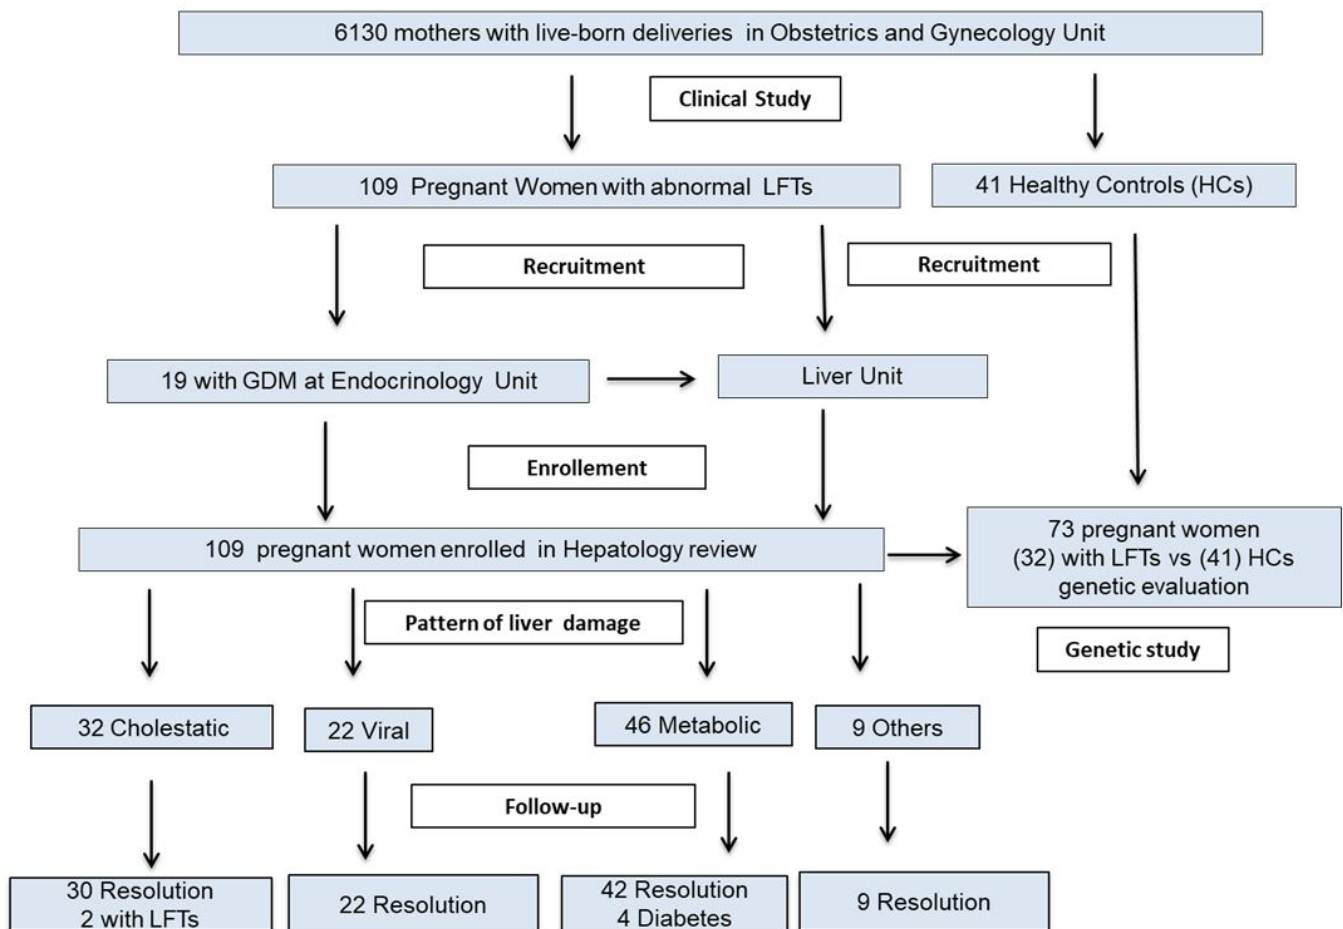 6130 mothers with live-born deliveries in Obstetrics and Gynecology Unit
Clinical Study
109 Pregnant Women with abnormal LFTs
41 Healthy Controls (HCs)
Recruitment
Recruitment
19 with GDM at Endocrinology Unit
Liver Unit
Enrollement
109 pregnant women enrolled in Hepatology review
73 pregnant women
(32) with LFTs vs (41) HCs
genetic evaluation
Pattern of liver damage
Genetic study
32 Cholestatic
22 Viral
46 Metabolic
9 Others
Follow-up
30 Resolution
2 with LFTs
22 Resolution
42 Resolution
4 Diabetes
9 Resolution